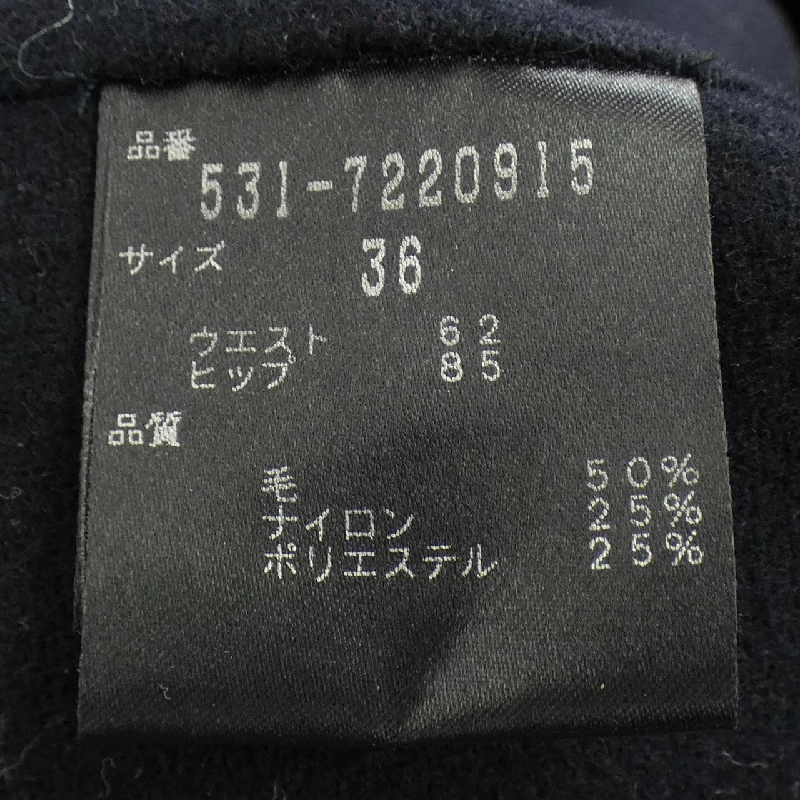 品番
531-7220915
サイズ 36
ウエスト 62
ヒップ 85
品質
毛 50%
ナイロン 25%
ポリエステル 25%